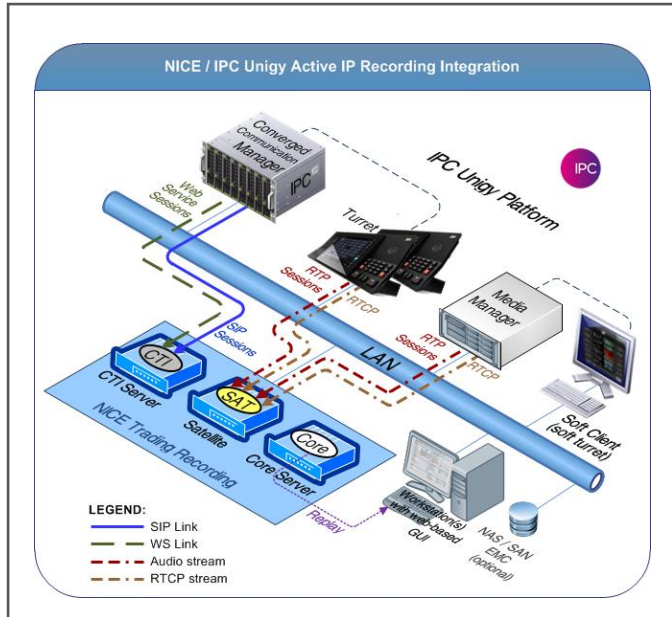 NICE / IPC Unigy Active IP Recording Integration
Converged
Communication
Manager
IPC
IPC Unigy Platform
IPC
Web
Service
Sessions
Turret
RTP
Sessions
RTCP
Media
Manager
SIP
Sessions
LAN
RTP
Sessions
RTCP
CTI
CTI Server
SAT
Satellite
Core
Core Server
NICE Trading Recording
Soft Client
(soft turret)
Replay
Workstation(s)
with web-based
GUI
NAS / SAN
EMC
(optional)
LEGEND:
SIP Link
WS Link
Audio stream
RTCP stream